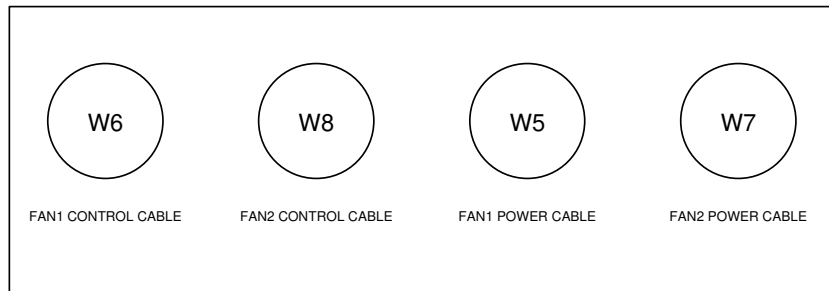 W6 W8 W5 W7
FAN1 CONTROL CABLE FAN2 CONTROL CABLE FAN1 POWER CABLE FAN2 POWER CABLE